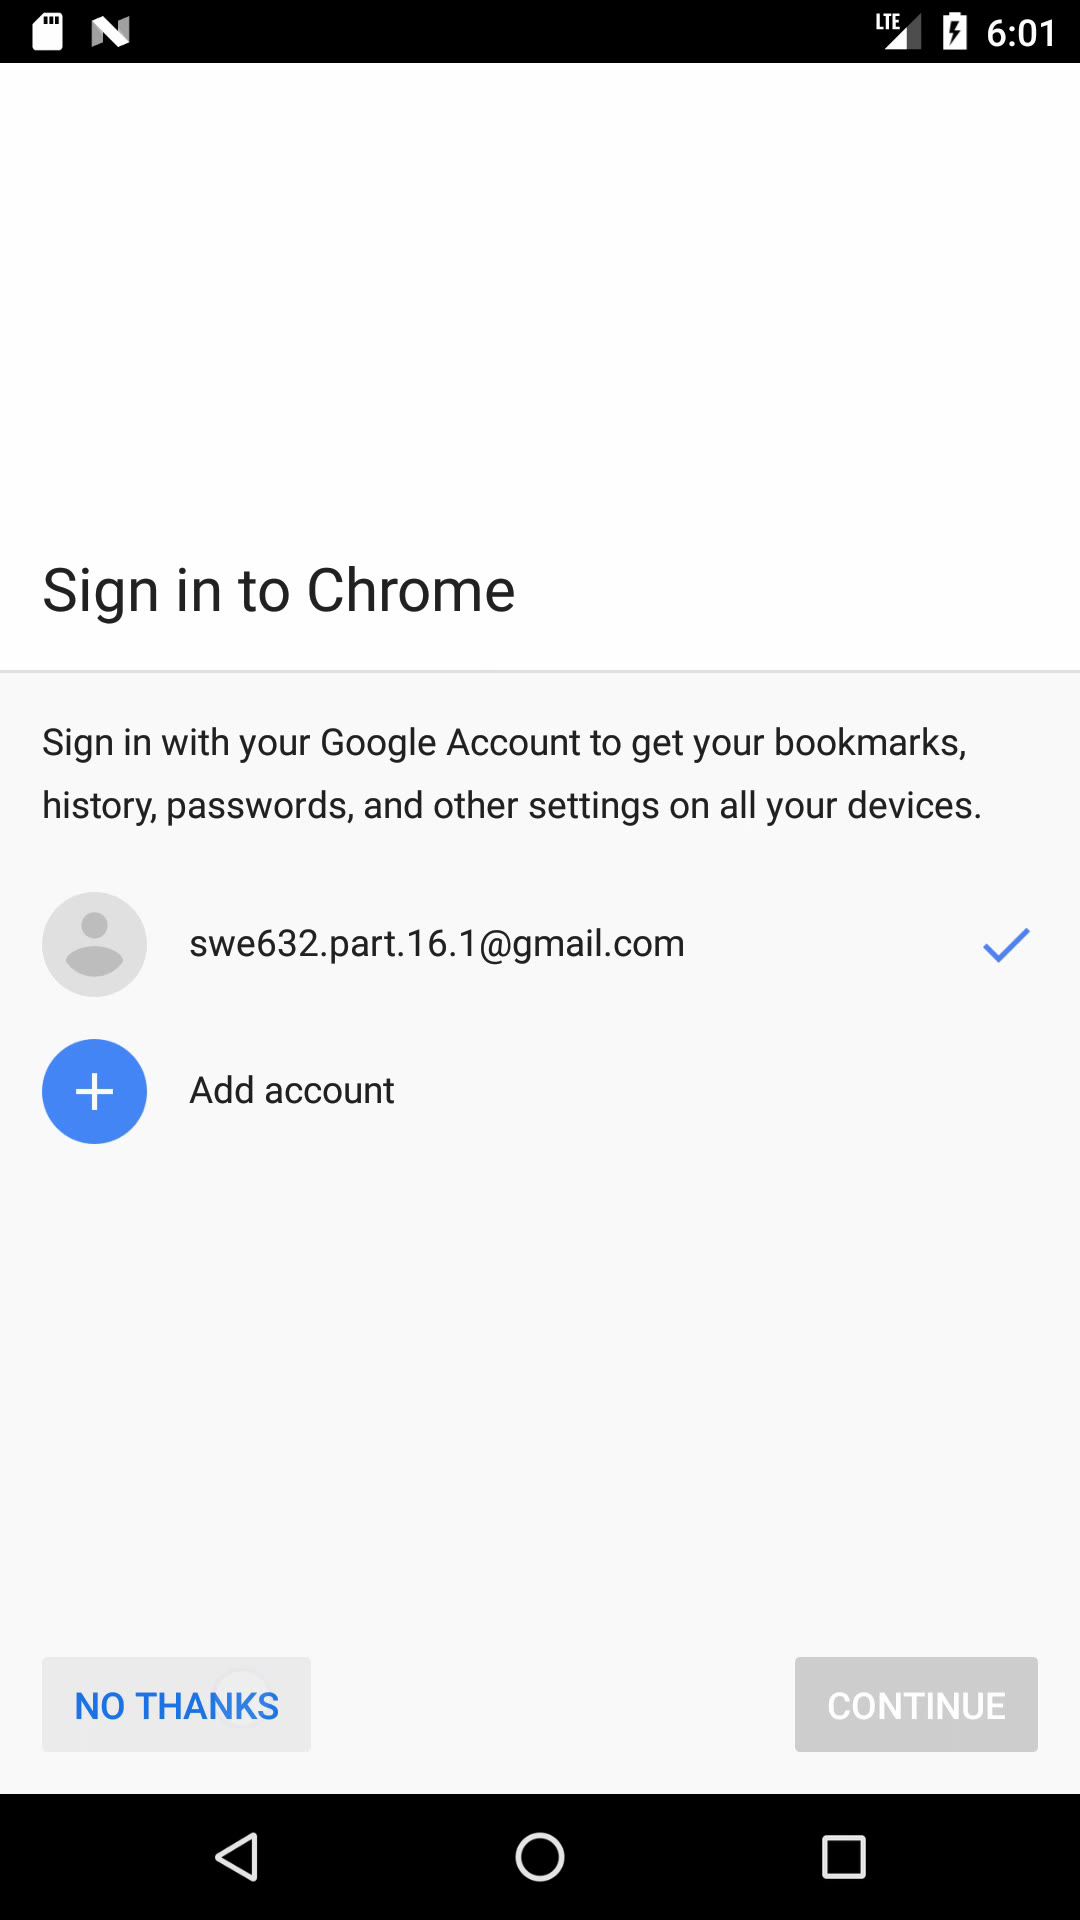 LTE 6:01
Sign in to Chrome
Sign in with your Google Account to get your bookmarks,
history, passwords, and other settings on all your devices.
swe632.part.16.1@gmail.com
Add account
NO THANKS CONTINUE